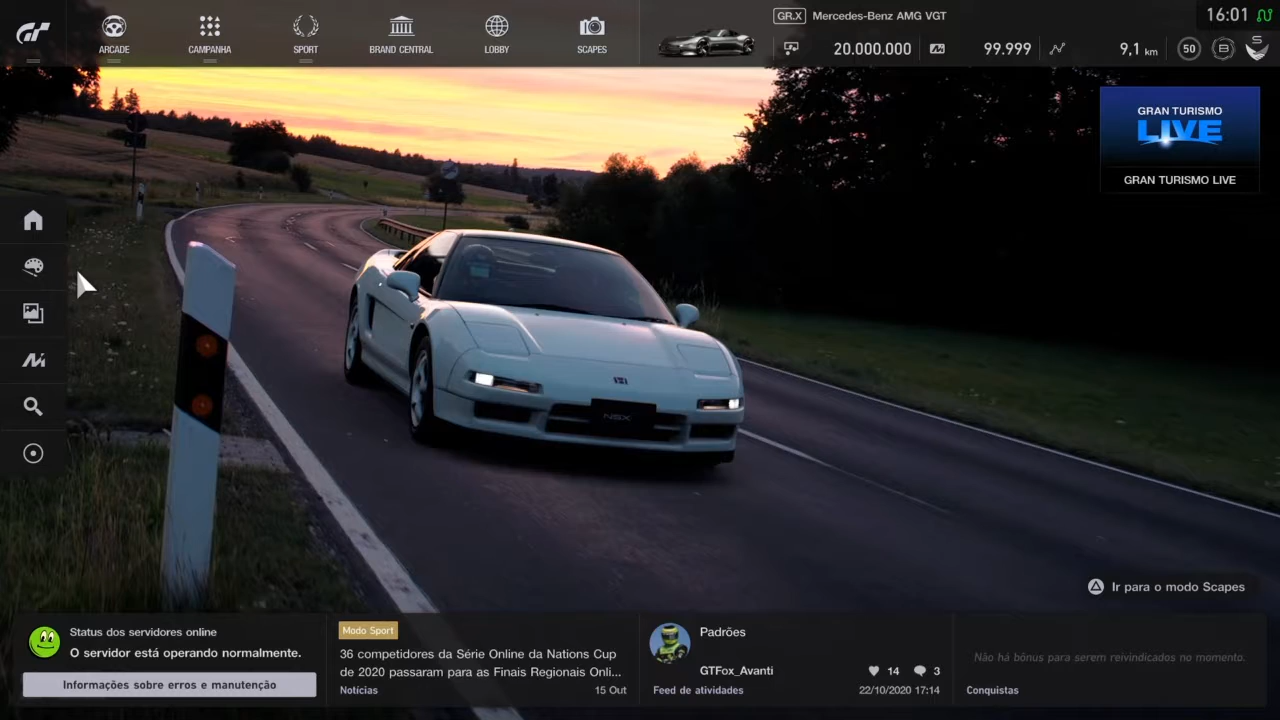 ARCADE
CAMPANHA
SPORT
BRAND CENTRAL
LOBBY
SCAPES
GR.X Mercedes-Benz AMG VGT
20.000.000
99.999
9,1 km
50
B
S
16:01
GRAN TURISMO
LIVE
GRAN TURISMO LIVE
NSX
Ir para o modo Scapes
Status dos servidores online
O servidor está operando normalmente.
Informações sobre erros e manutenção
Modo Sport
36 competidores da Série Online da Nations Cup
de 2020 passaram para as Finais Regionais Onli...
Notícias
15 Out
Padrões
GTFox_Avanti
14
3
Feed de atividades
22/10/2020 17:14
Não há bônus para serem reivindicados no momento.
Conquistas